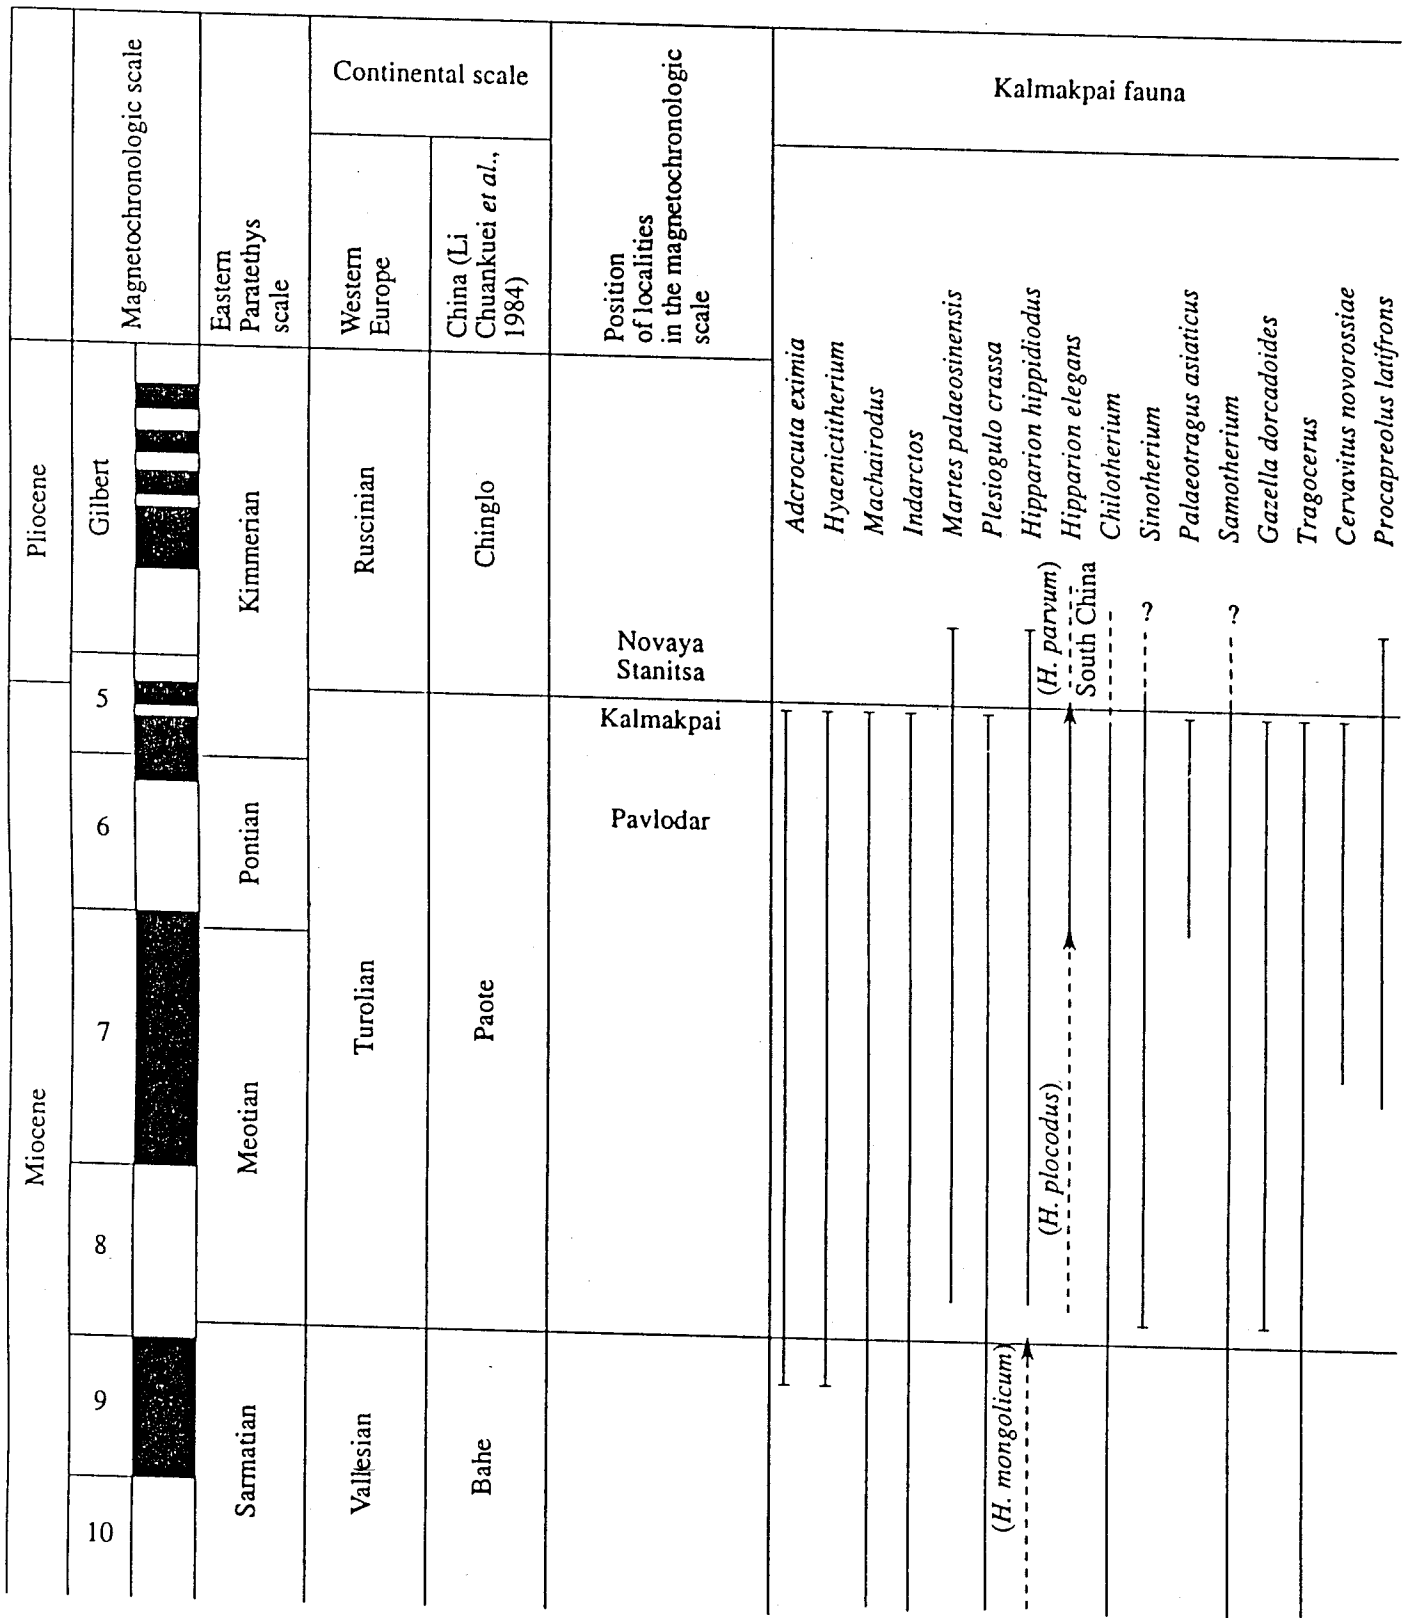 Magnetochronologic scale
Eastern
Paratethys
scale
Continental scale
Western
Europe
China (Li
Chuankuei et al.,
1984)
Position
of localities
in the magnetochronologic
scale
Kalmakpai fauna
Adcrocuta eximia
Hyaenictitherium
Machairodus
Indarctos
Martes palaeosinensis
Plesiogulo crassa
Hipparion hippidiodus
Hipparion elegans
Chilotherium
Sinotherium
Palaeotragus asiaticus
Samotherium
Gazella dorcadoides
Tragocerus
Cervavitus novorossiae
Procapreolus latifrons
Pliocene
Miocene
Gilbert
5
6
7
8
9
10
Kimmerian
Pontian
Meotian
Sarmatian
Ruscinian
Turolian
Vallesian
Chinglo
Paote
Bahe
Novaya
Stanitsa
Kalmakpai
Pavlodar
(H. parvum)
South China
?
?
(H. plocodus)
(H. mongolicum)